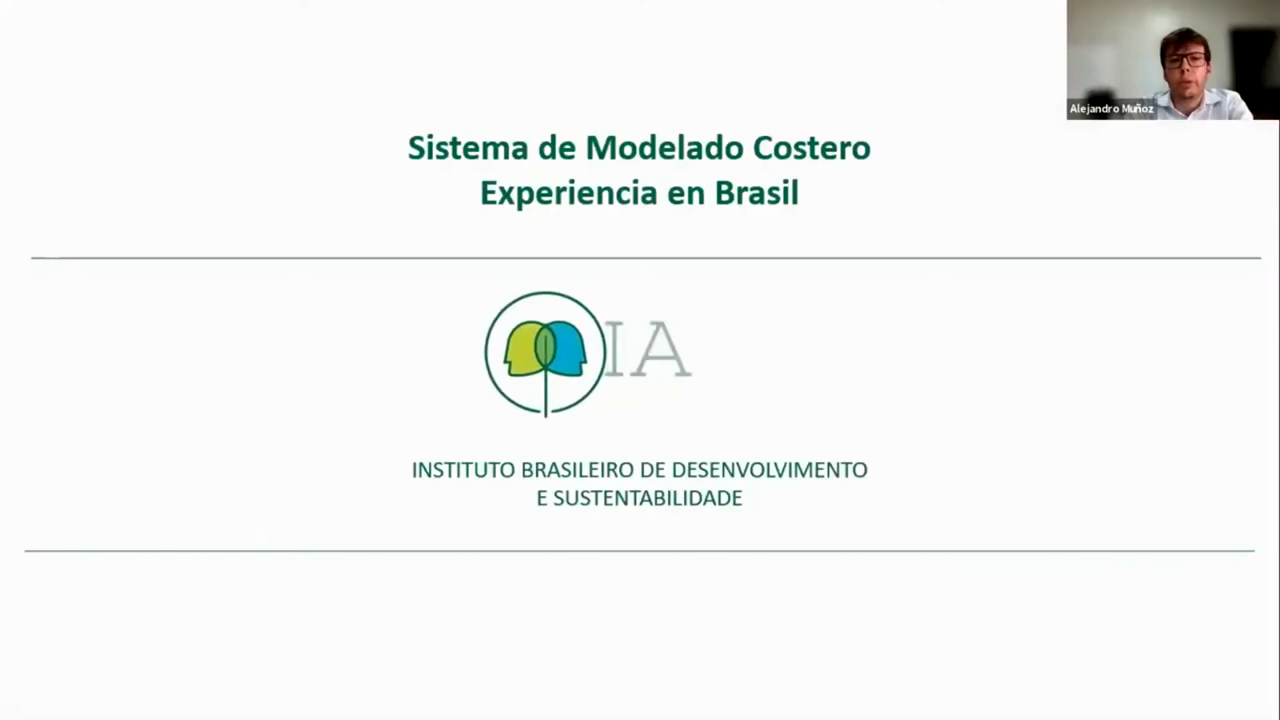 Alejandro Muñoz
Sistema de Modelado Costero
Experiencia en Brasil
IA
INSTITUTO BRASILEIRO DE DESENVOLVIMENTO
E SUSTENTABILIDADE